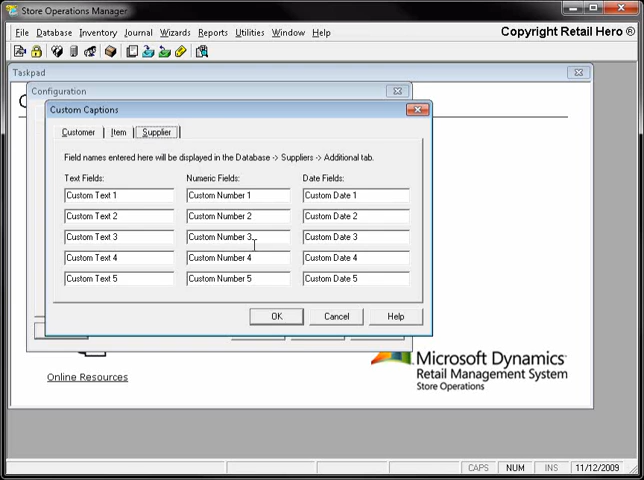 Store Operations Manager
File Database Inventory Journal Wizards Reports Utilities Window Help
Copyright Retail Hero ®
Taskpad
Configuration
Custom Captions
Customer Item Supplier
Field names entered here will be displayed in the Database -> Suppliers -> Additional tab.
Text Fields: Numeric Fields: Date Fields:
Custom Text 1 Custom Number 1 Custom Date 1
Custom Text 2 Custom Number 2 Custom Date 2
Custom Text 3 Custom Number 3 Custom Date 3
Custom Text 4 Custom Number 4 Custom Date 4
Custom Text 5 Custom Number 5 Custom Date 5
OK Cancel Help
Microsoft Dynamics
Retail Management System
Store Operations
Online Resources
CAPS NUM INS 11/12/2009